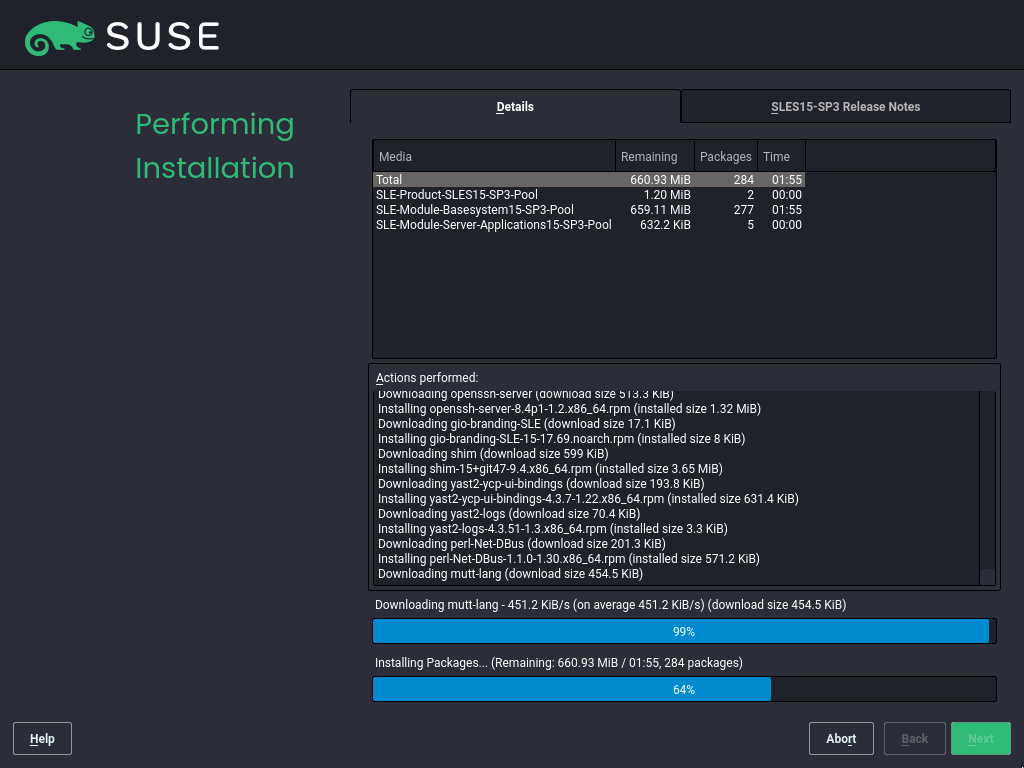 SUSE
Performing
Installation
Details
SLES15-SP3 Release Notes
Media Remaining Packages Time
Total 660.93 MiB 284 01:55
SLE-Product-SLES15-SP3-Pool 1.20 MiB 2 00:00
SLE-Module-Basesystem15-SP3-Pool 659.11 MiB 277 01:55
SLE-Module-Server-Applications15-SP3-Pool 632.2 KiB 5 00:00
Actions performed:
Downloading openssh-server (download size 513.3 KiB)
Installing openssh-server-8.4p1-1.2.x86_64.rpm (installed size 1.32 MiB)
Downloading gio-branding-SLE (download size 17.1 KiB)
Installing gio-branding-SLE-15-17.69.noarch.rpm (installed size 8 KiB)
Downloading shim (download size 599 KiB)
Installing shim-15+git47-9.4.x86_64.rpm (installed size 3.65 MiB)
Downloading yast2-ycp-ui-bindings (download size 193.8 KiB)
Installing yast2-ycp-ui-bindings-4.3.7-1.22.x86_64.rpm (installed size 631.4 KiB)
Downloading yast2-logs (download size 70.4 KiB)
Installing yast2-logs-4.3.51-1.3.x86_64.rpm (installed size 3.3 KiB)
Downloading perl-Net-DBus (download size 201.3 KiB)
Installing perl-Net-DBus-1.1.0-1.30.x86_64.rpm (installed size 571.2 KiB)
Downloading mutt-lang (download size 454.5 KiB)
Downloading mutt-lang - 451.2 KiB/s (on average 451.2 KiB/s) (download size 454.5 KiB)
99%
Installing Packages... (Remaining: 660.93 MiB / 01:55, 284 packages)
64%
Help Abort Back Next